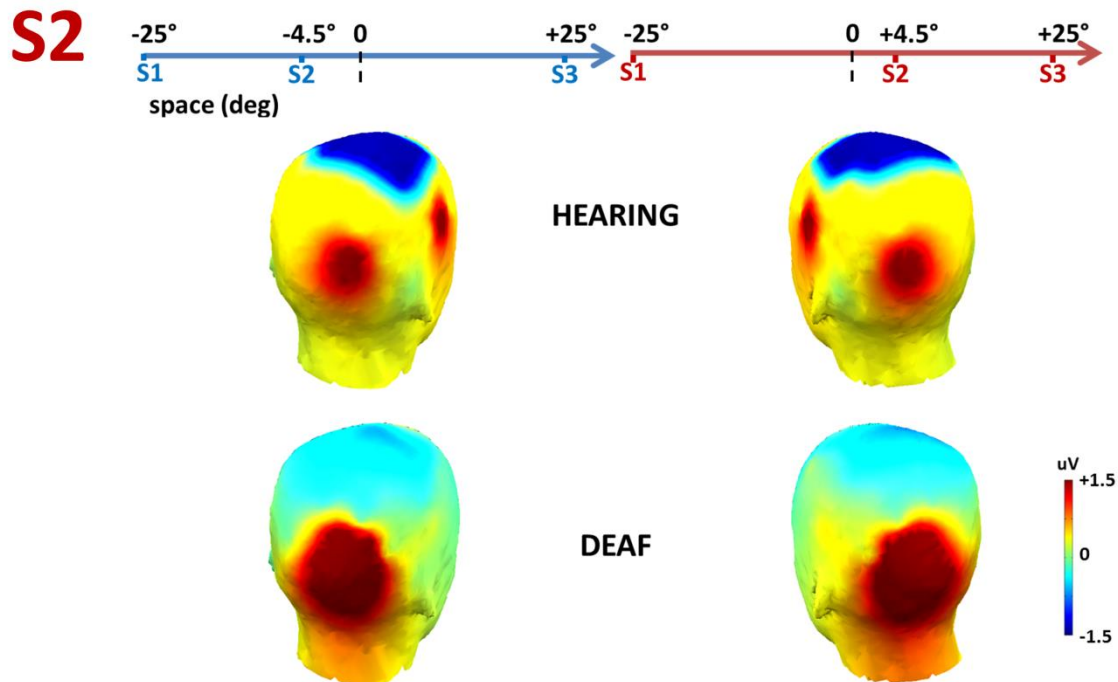 S2
-25° -4.5° 0 +25° -25° 0 +4.5° +25°
S1 S2 S3 S1 S2 S3
space (deg)
HEARING
DEAF
uV
+1.5
0
-1.5